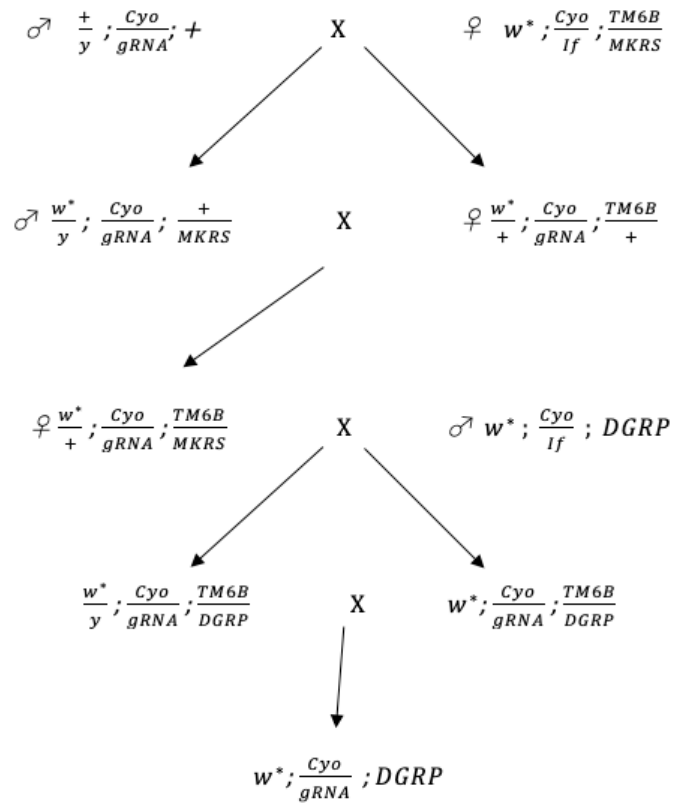 ♂ +/y ; Cyo/gRNA; + X ♀ w* ; Cyo/If ; TM6B/MKRS
♂ w*/y ; Cyo/gRNA ; +/MKRS X ♀ w*/+ ; Cyo/gRNA ; TM6B/+
♀ w*/+ ; Cyo/gRNA ; TM6B/MKRS X ♂ w* ; Cyo/If ; DGRP
w*/y ; Cyo/gRNA ; TM6B/DGRP X w*; Cyo/gRNA ; TM6B/DGRP
w*; Cyo/gRNA ; DGRP